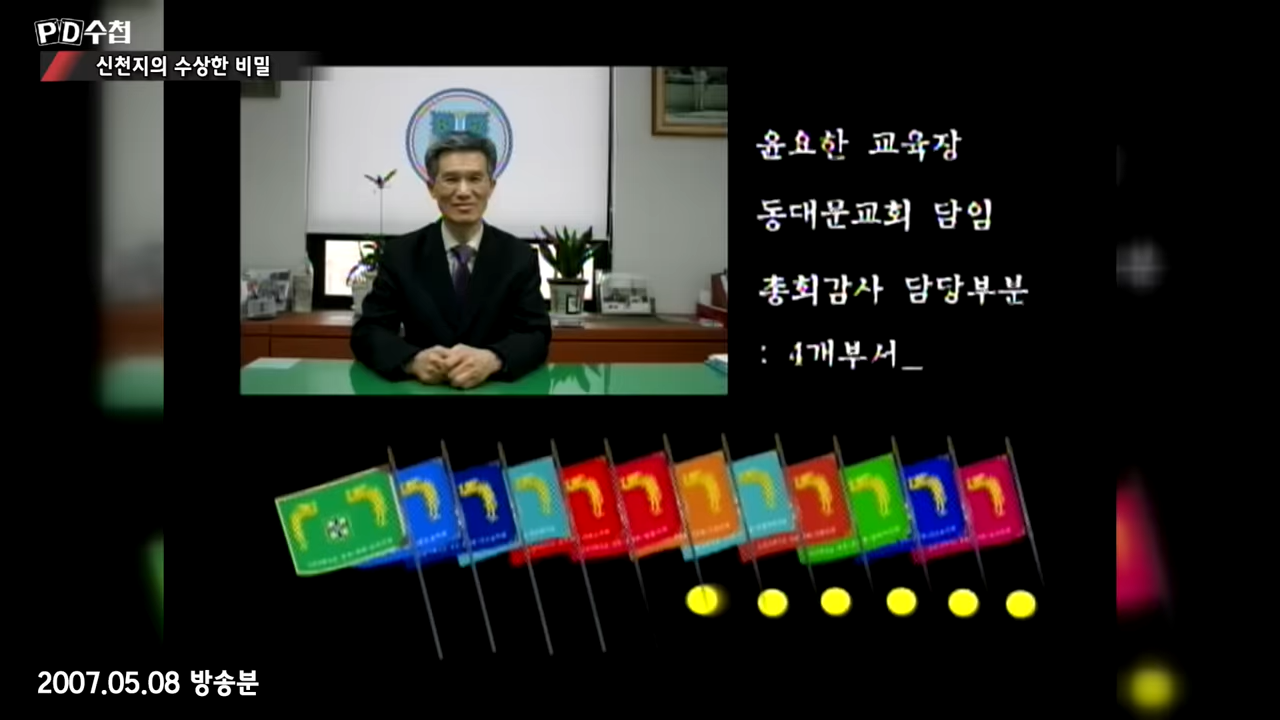 PD수첩
신천지의 수상한 비밀
윤요한 교육장
동대문교회 담임
총회감사 담당부분
: 4개부서_
2007.05.08 방송분